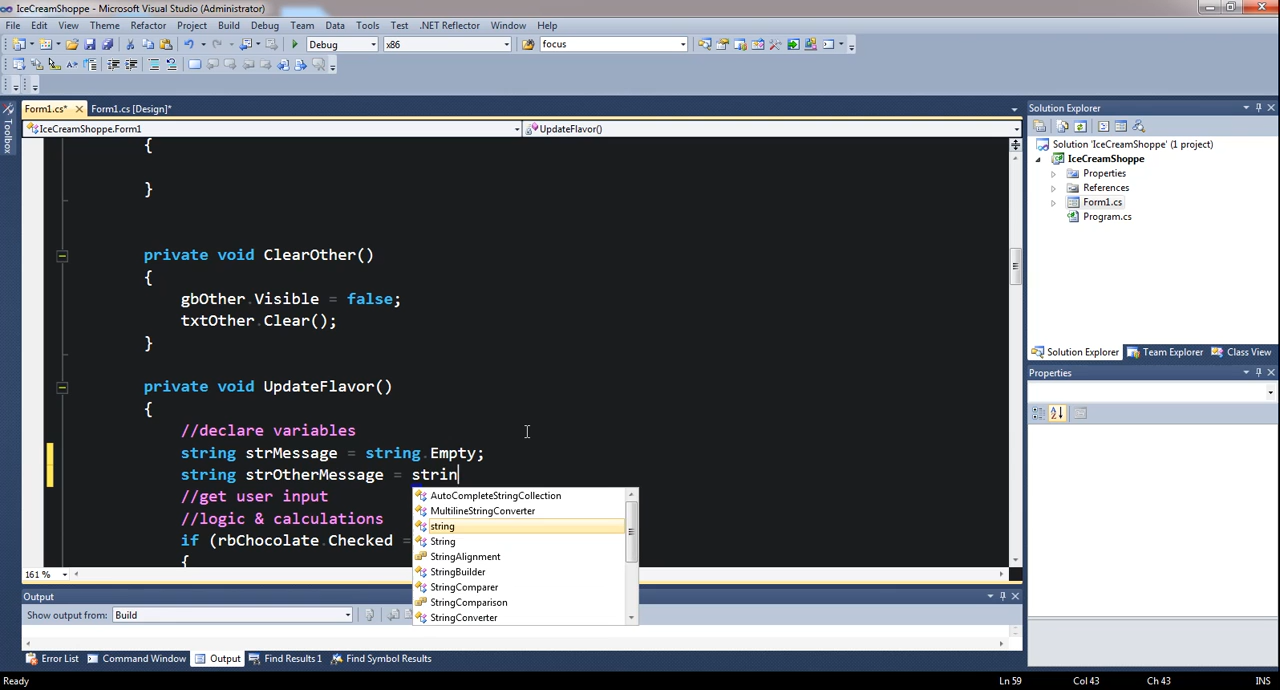 IceCreamShoppe - Microsoft Visual Studio (Administrator)
File Edit View Theme Refactor Project Build Debug Team Data Tools Test .NET Reflector Window Help
Debug x86 focus
Form1.cs* Form1.cs [Design]*
IceCreamShoppe.Form1 UpdateFlavor()
Toolbox
{
}
private void ClearOther()
{
gbOther.Visible = false;
txtOther.Clear();
}
private void UpdateFlavor()
{
//declare variables
string strMessage = string.Empty;
string strOtherMessage = strin
//get user input
//logic & calculations
if (rbChocolate.Checked =
{
AutoCompleteStringCollection
MultilineStringConverter
string
String
StringAlignment
StringBuilder
StringComparer
StringComparison
StringConverter
161 %
Solution Explorer
Solution 'IceCreamShoppe' (1 project)
IceCreamShoppe
Properties
References
Form1.cs
Program.cs
Solution Explorer Team Explorer Class View
Properties
Output
Show output from: Build
Error List Command Window Output Find Results 1 Find Symbol Results
Ready Ln 59 Col 43 Ch 43 INS